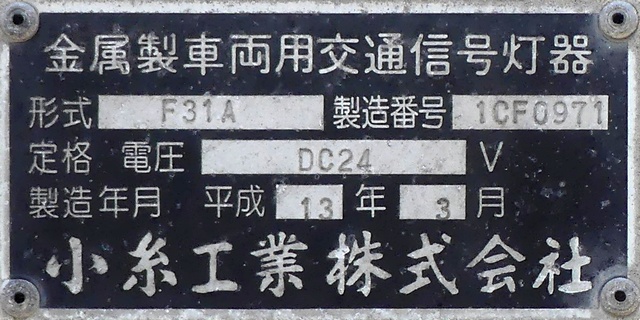 金属製車両用交通信号灯器
形式 F31A 製造番号 1CF0971
定格 電圧 DC24 V
製造年月 平成 13 年 3 月
小糸工業株式会社